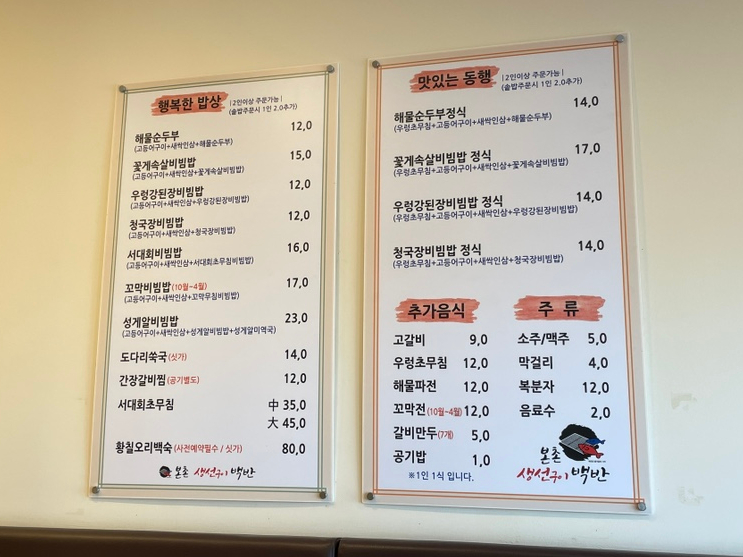 행복한 밥상 |2인이상 주문가능|
(솥밥주문시 1인 2.0추가)
해물순두부 12,0
(고등어구이+새싹인삼+해물순두부)
꽃게속살비빔밥 15,0
(고등어구이+새싹인삼+꽃게속살비빔밥)
우렁강된장비빔밥 12,0
(고등어구이+새싹인삼+우렁강된장비빔밥)
청국장비빔밥 12,0
(고등어구이+새싹인삼+청국장비빔밥)
서대회비빔밥 16,0
(고등어구이+새싹인삼+서대회초무침비빔밥)
꼬막비빔밥(10월~4월) 17,0
(고등어구이+새싹인삼+꼬막무침비빔밥)
성게알비빔밥 23,0
(고등어구이+새싹인삼+성게알비빔밥+성게알미역국)
도다리쑥국(싯가) 14,0
간장갈비찜(공기별도) 12,0
서대회초무침 中 35,0
大 45,0
황칠오리백숙(사전예약필수 / 싯가) 80,0
본촌 생선구이 백반
맛있는 동행 |2인이상 주문가능|
(솥밥주문시 1인 2.0추가)
해물순두부정식 14,0
(우렁초무침+고등어구이+새싹인삼+해물순두부)
꽃게속살비빔밥 정식 17,0
(우렁초무침+고등어구이+새싹인삼+꽃게속살비빔밥)
우렁강된장비빔밥 정식 14,0
(우렁초무침+고등어구이+새싹인삼+우렁강된장비빔밥)
청국장비빔밥 정식 14,0
(우렁초무침+고등어구이+새싹인삼+청국장비빔밥)
추가음식
고갈비 9,0
우렁초무침 12,0
해물파전 12,0
꼬막전(10월~4월) 12,0
갈비만두(7개) 5,0
공기밥 1,0
※1인 1식 입니다.
주 류
소주/맥주 5,0
막걸리 4,0
복분자 12,0
음료수 2,0
본촌
생선구이 백반